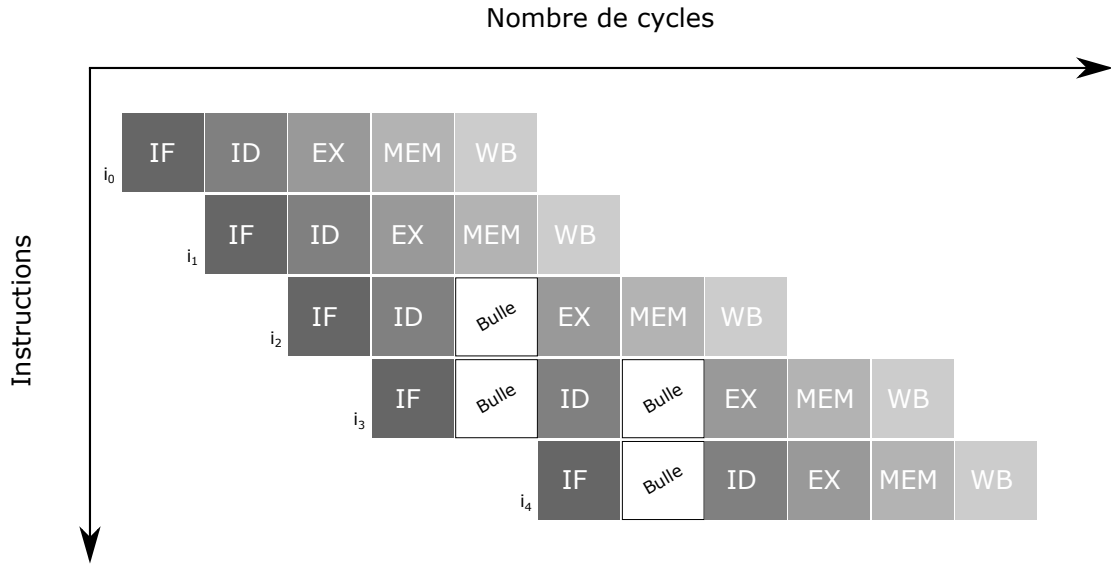 Nombre de cycles
Instructions
i0 IF ID EX MEM WB
i1 IF ID EX MEM WB
i2 IF ID Bulle EX MEM WB
i3 IF Bulle ID Bulle EX MEM WB
i4 IF Bulle ID EX MEM WB